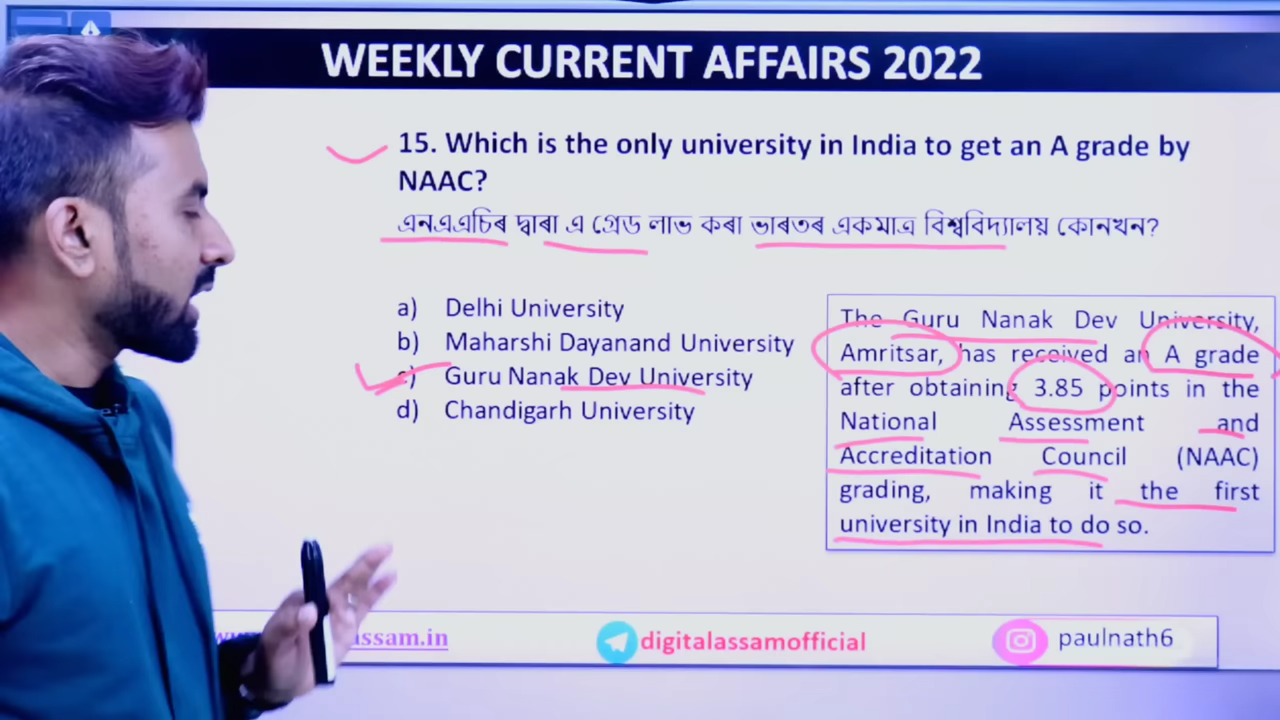 WEEKLY CURRENT AFFAIRS 2022
15. Which is the only university in India to get an A grade by
NAAC?
এনএএচিৰ দ্বাৰা এ গ্ৰেড লাভ কৰা ভাৰতৰ একমাত্ৰ বিশ্ববিদ্যালয় কোনখন?
a) Delhi University
b) Maharshi Dayanand University
c) Guru Nanak Dev University
d) Chandigarh University
The Guru Nanak Dev University,
Amritsar, has received an A grade
after obtaining 3.85 points in the
National Assessment and
Accreditation Council (NAAC)
grading, making it the first
university in India to do so.
assam.in
digitalassamofficial
paulnath6